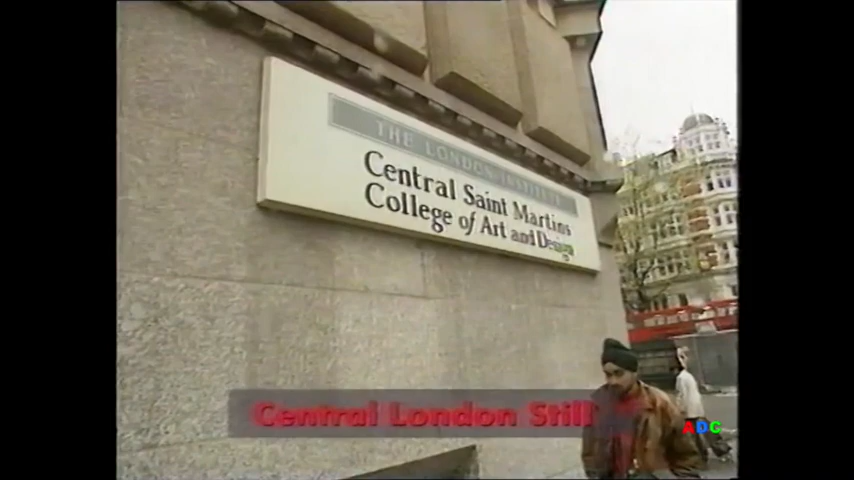 THE LONDON INSTITUTE
Central Saint Martins
College of Art and Design
Central London Still
ADC